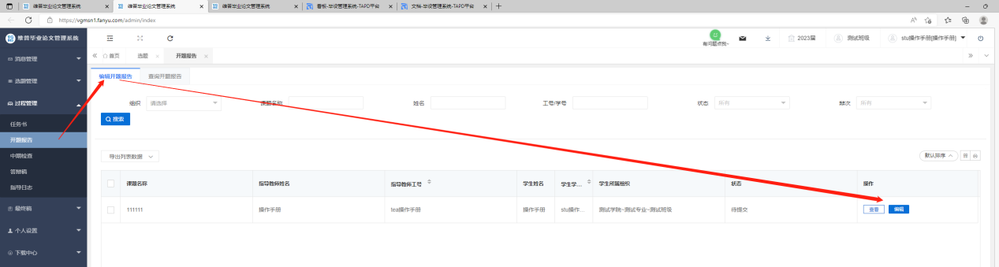 维普毕业论文管理系统 维普毕业论文管理系统 维普毕业论文管理系统 看板-毕设管理系统-TAPD平台 文档-毕设管理系统-TAPD平台
https://vgmsn1.fanyu.com/admin/index
维普毕业论文管理系统 有问题点我~ 2023届 测试班级 stu操作手册[操作手册]
首页 选题 开题报告
消息管理
选题管理
过程管理
任务书
开题报告
中期检查
答辩稿
指导日志
最终稿
个人设置
下载中心
编辑开题报告 查询开题报告
组织 请选择 课题名称 姓名 工号/学号 状态 所有 届次 所有
搜索
导出列表数据 默认排序
课题名称 指导教师姓名 指导教师工号 学生姓名 学生学... 学生所属组织 状态 操作
111111 操作手册 tea操作手册 操作手册 stu操作... 测试学院~测试专业~测试班级 待提交 查看 编辑